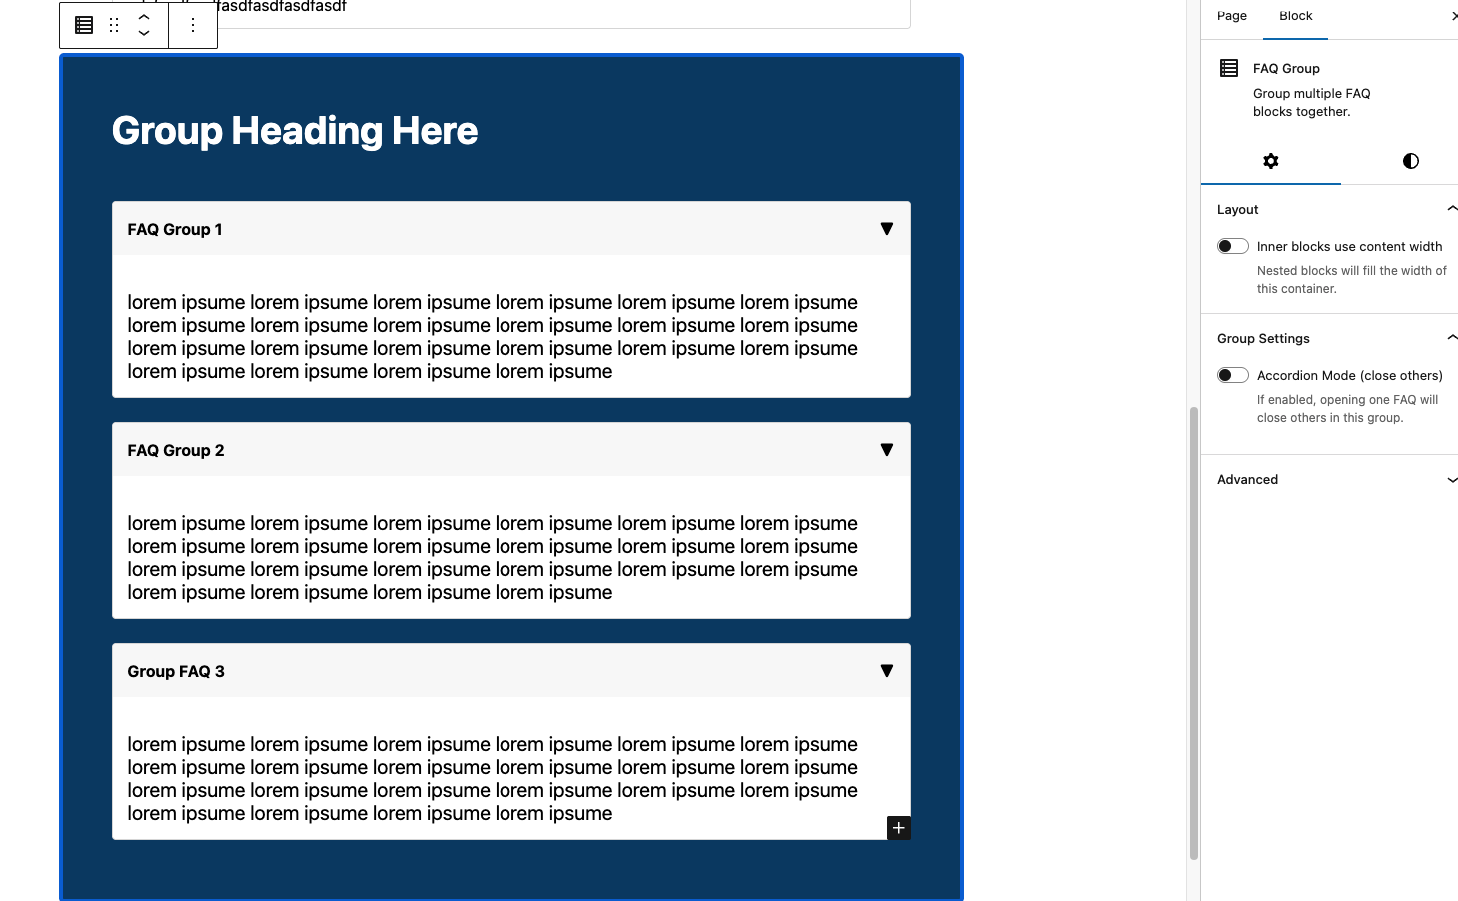 fasdfasdfasdfasdf
Page
Block
FAQ Group
Group multiple FAQ
blocks together.
Layout
Inner blocks use content width
Nested blocks will fill the width of
this container.
Group Settings
Accordion Mode (close others)
If enabled, opening one FAQ will
close others in this group.
Advanced
Group Heading Here
FAQ Group 1
lorem ipsume lorem ipsume lorem ipsume lorem ipsume lorem ipsume lorem ipsume
lorem ipsume lorem ipsume lorem ipsume lorem ipsume lorem ipsume lorem ipsume
lorem ipsume lorem ipsume lorem ipsume lorem ipsume lorem ipsume lorem ipsume
lorem ipsume lorem ipsume lorem ipsume lorem ipsume
FAQ Group 2
lorem ipsume lorem ipsume lorem ipsume lorem ipsume lorem ipsume lorem ipsume
lorem ipsume lorem ipsume lorem ipsume lorem ipsume lorem ipsume lorem ipsume
lorem ipsume lorem ipsume lorem ipsume lorem ipsume lorem ipsume lorem ipsume
lorem ipsume lorem ipsume lorem ipsume lorem ipsume
Group FAQ 3
lorem ipsume lorem ipsume lorem ipsume lorem ipsume lorem ipsume lorem ipsume
lorem ipsume lorem ipsume lorem ipsume lorem ipsume lorem ipsume lorem ipsume
lorem ipsume lorem ipsume lorem ipsume lorem ipsume lorem ipsume lorem ipsume
lorem ipsume lorem ipsume lorem ipsume lorem ipsume